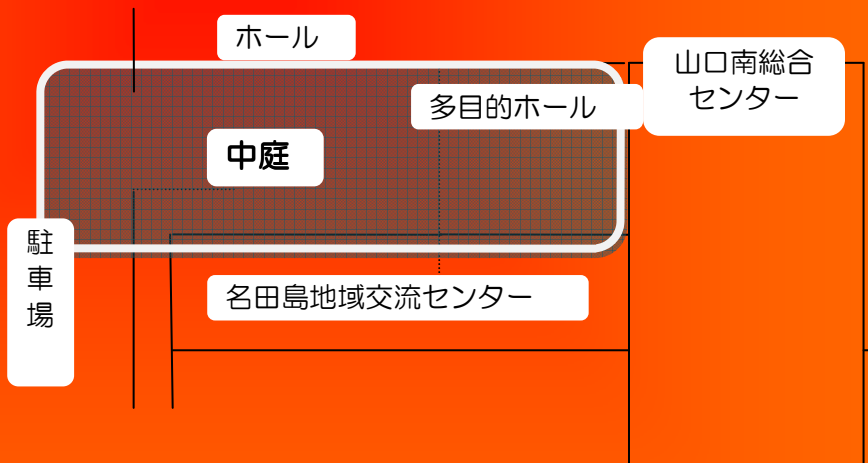 ホール
山口南総合
センター
多目的ホール
中庭
駐
車
場
名田島地域交流センター